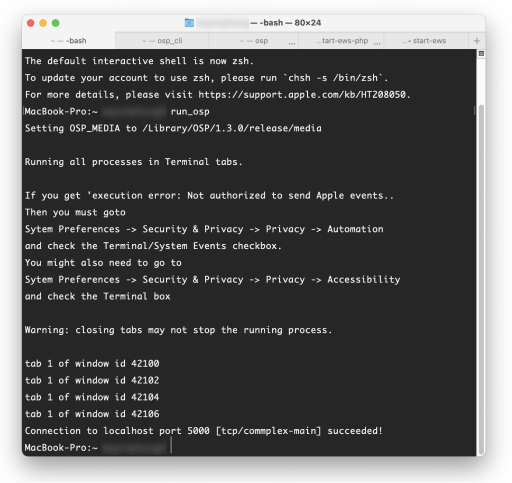 — -bash — 80×24
~ — -bash
~ — osp_cli
~ — osp
...
...tart-ews-php
...
...• start-ews
+
The default interactive shell is now zsh.
To update your account to use zsh, please run `chsh -s /bin/zsh`.
For more details, please visit https://support.apple.com/kb/HT208050.
MacBook-Pro:~ run_osp
Setting OSP_MEDIA to /Library/OSP/1.3.0/release/media
Running all processes in Terminal tabs.
If you get 'execution error: Not authorized to send Apple events..
Then you must goto
Sytem Preferences -> Security & Privacy -> Privacy -> Automation
and check the Terminal/System Events checkbox.
You might also need to go to
Sytem Preferences -> Security & Privacy -> Privacy -> Accessibility
and check the Terminal box
Warning: closing tabs may not stop the running process.
tab 1 of window id 42100
tab 1 of window id 42102
tab 1 of window id 42104
tab 1 of window id 42106
Connection to localhost port 5000 [tcp/commplex-main] succeeded!
MacBook-Pro:~